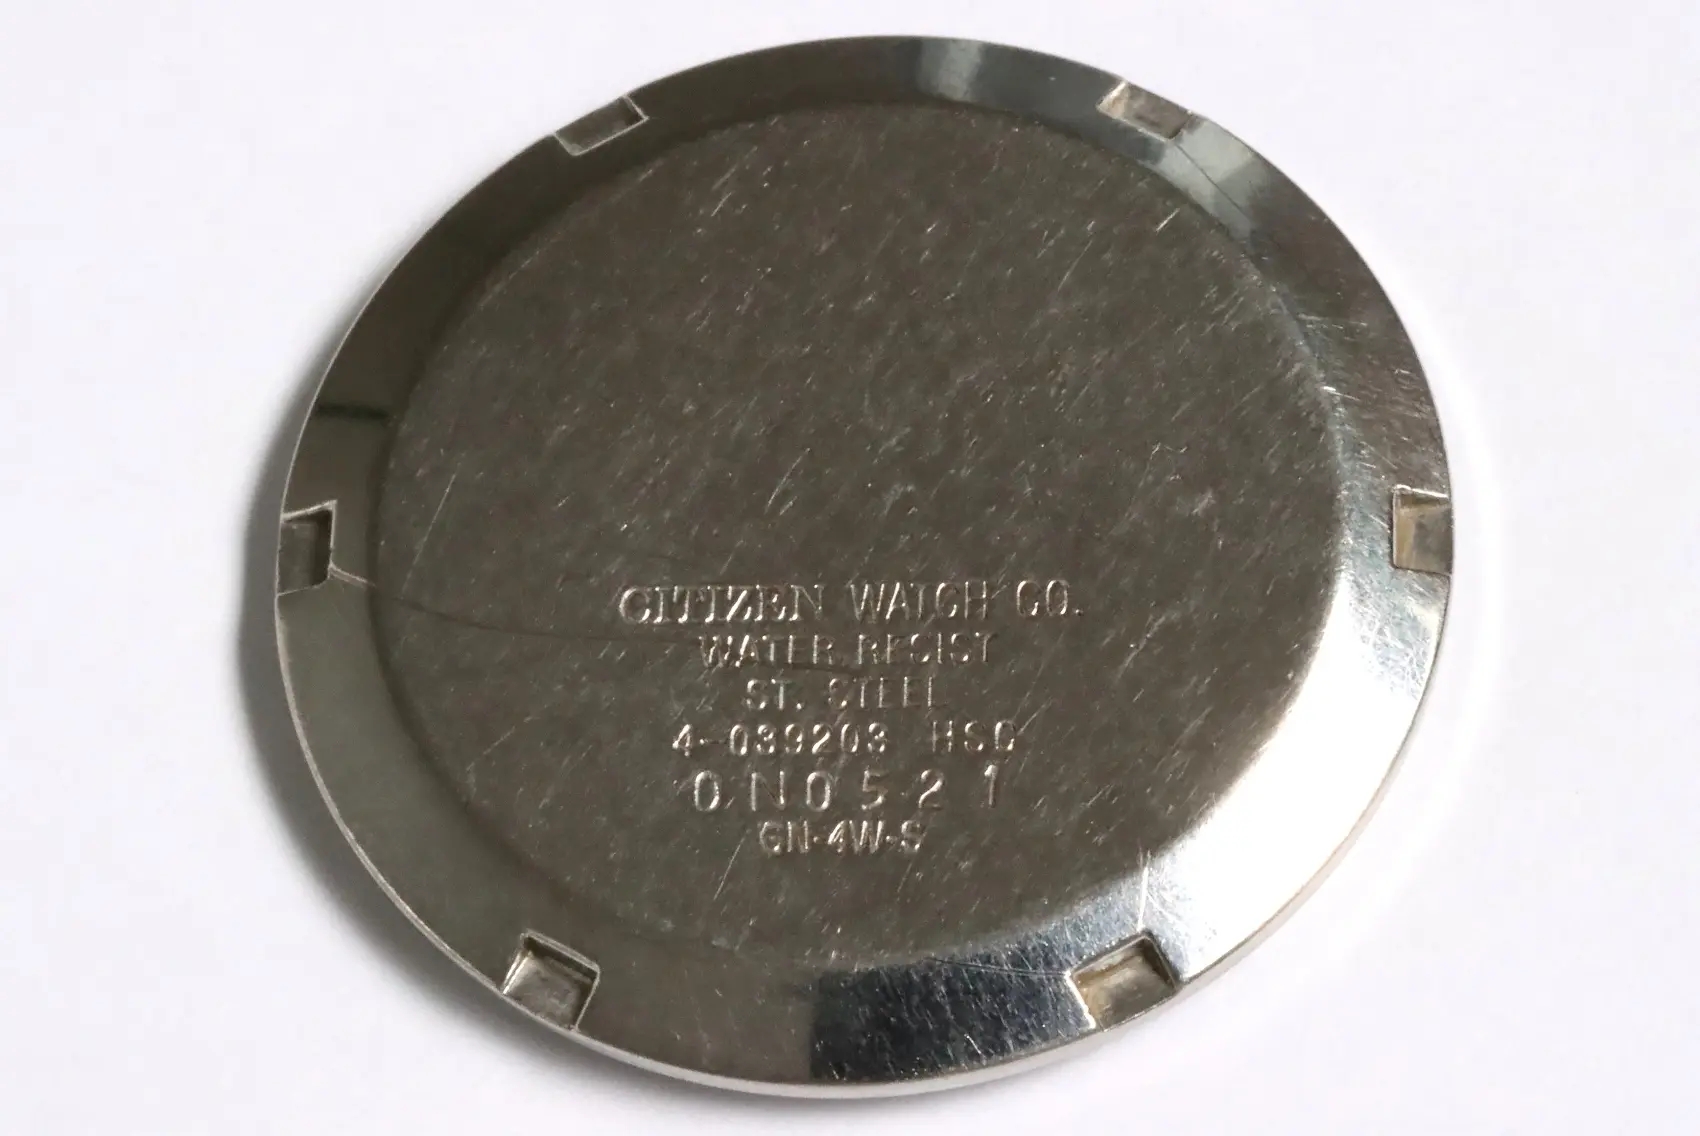 CITIZEN WATCH CO.
WATER RESIST
ST. STEEL
4-039203 HSC
0N0521
GN-4W-S